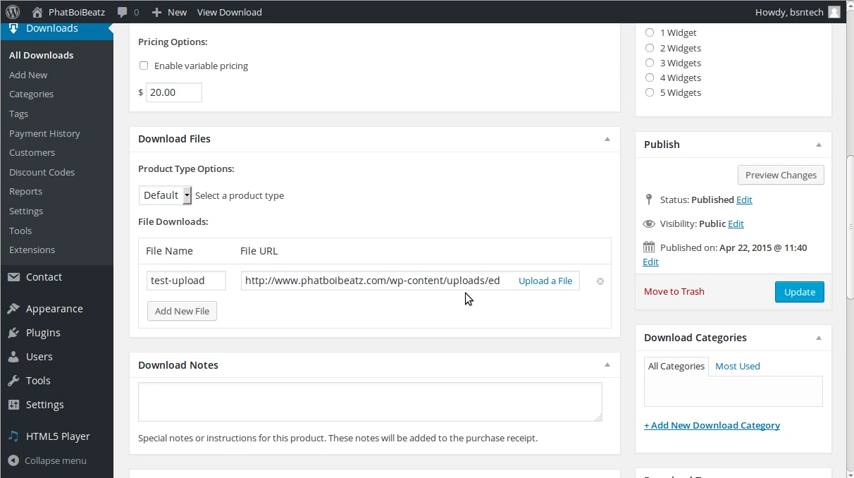 PhatBoiBeatz 0 + New View Download Howdy, bsntech
Downloads
All Downloads
Add New
Categories
Tags
Payment History
Customers
Discount Codes
Reports
Settings
Tools
Extensions
Contact
Appearance
Plugins
Users
Tools
Settings
HTML5 Player
Collapse menu
Pricing Options:
Enable variable pricing
$ 20.00
Download Files
Product Type Options:
Default Select a product type
File Downloads:
File Name File URL
test-upload http://www.phatboibeatz.com/wp-content/uploads/ed Upload a File
Add New File
Download Notes
Special notes or instructions for this product. These notes will be added to the purchase receipt.
1 Widget
2 Widgets
3 Widgets
4 Widgets
5 Widgets
Publish
Preview Changes
Status: Published Edit
Visibility: Public Edit
Published on: Apr 22, 2015 @ 11:40
Edit
Move to Trash Update
Download Categories
All Categories Most Used
+ Add New Download Category